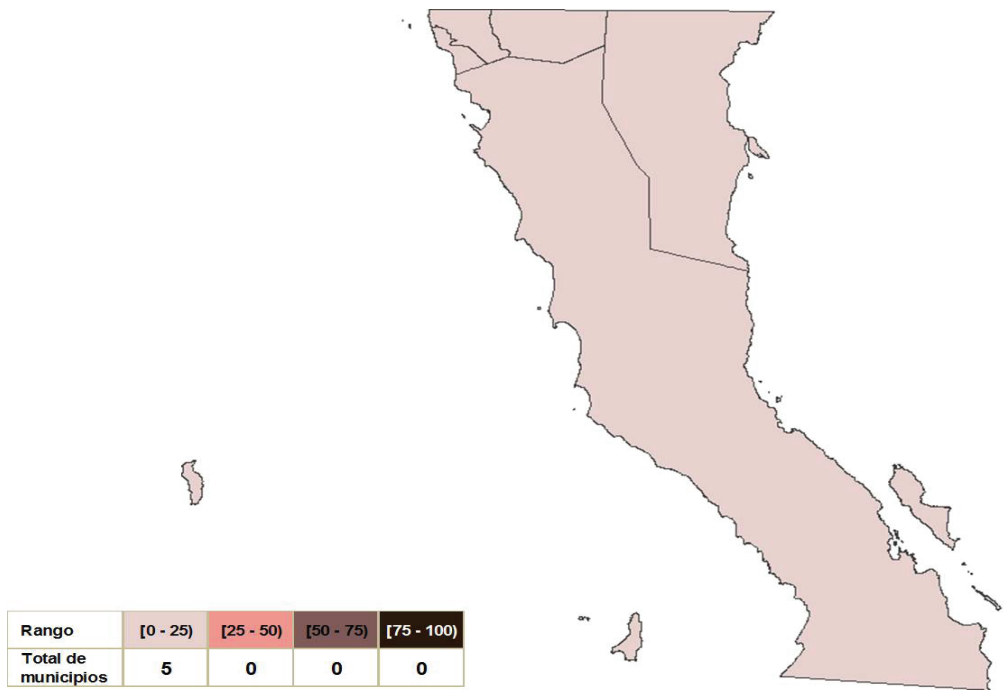 Rango [0 - 25) [25 - 50) [50 - 75) [75 - 100)
Total de
municipios 5 0 0 0